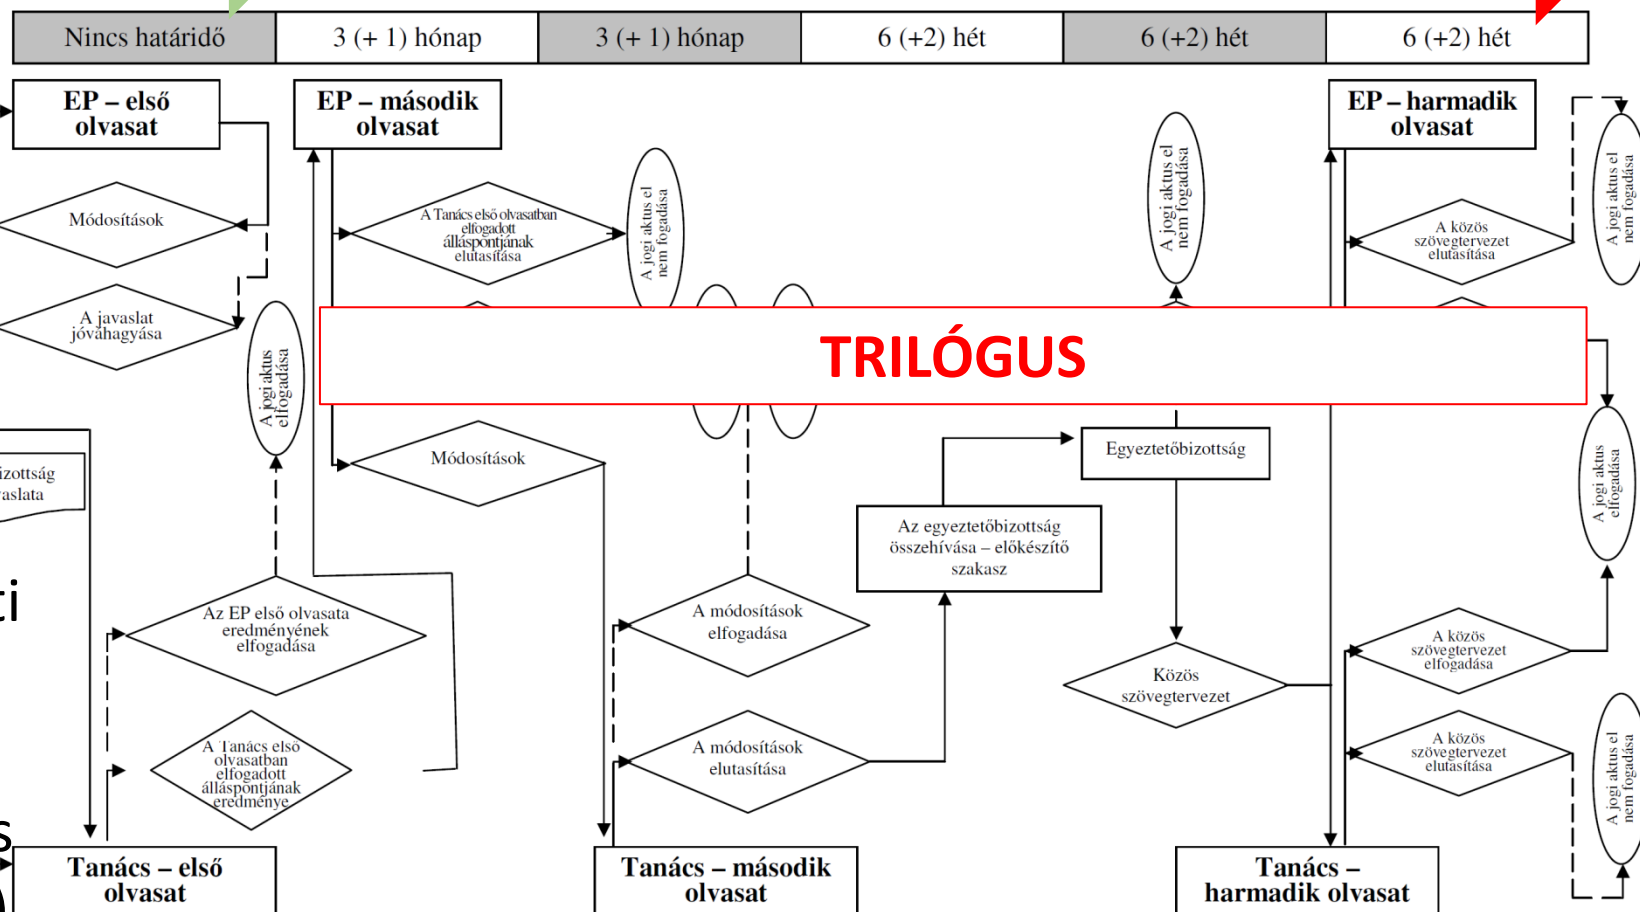 Nincs határidő
3 (+ 1) hónap
3 (+ 1) hónap
6 (+2) hét
6 (+2) hét
6 (+2) hét
EP – első
olvasat
EP – második
olvasat
EP – harmadik
olvasat
Módosítások
A javaslat
jóváhagyása
A jogi aktus
elfogadása
A Tanács első olvasatban
elfogadott
álláspontjának
elutasítása
A jogi aktus el
nem fogadása
A jogi aktus el
nem fogadása
A közös
szövegtervezet
elutasítása
A jogi aktus el
nem fogadása
TRILÓGUS
Módosítások
Egyeztetőbizottság
Az egyeztetőbizottság
összehívása – előkészítő
szakasz
A jogi aktus
elfogadása
izottság
aslata
ti
Az EP első olvasata
eredményének
elfogadása
A módosítások
elfogadása
Közös
szövegtervezet
A közös
szövegtervezet
elfogadása
A Tanács első
olvasatban
elfogadott
álláspontjának
eredménye
A módosítások
elutasítása
A közös
szövegtervezet
elutasítása
A jogi aktus el
nem fogadása
s
)
Tanács – első
olvasat
Tanács – második
olvasat
Tanács –
harmadik olvasat